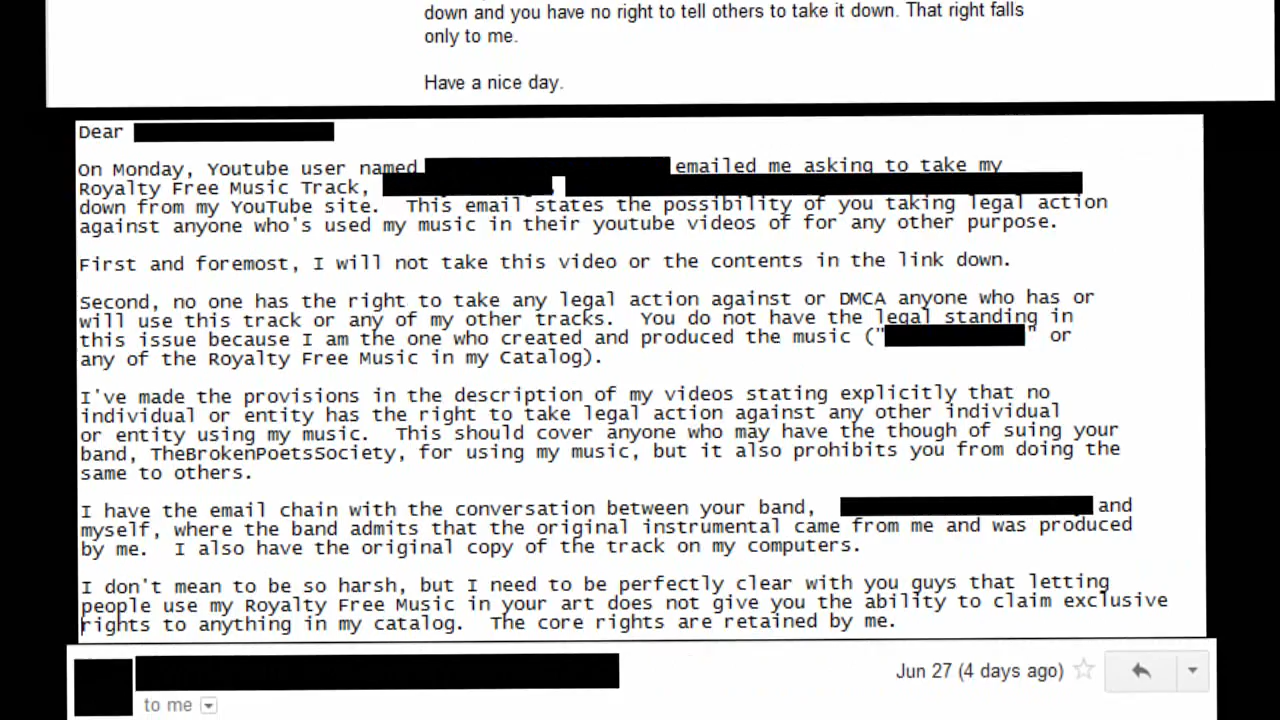 down and you have no right to tell others to take it down. That right falls
only to me.
Have a nice day.
Dear
On Monday, Youtube user named emailed me asking to take my
Royalty Free Music Track, ,
down from my YouTube site. This email states the possibility of you taking legal action
against anyone who's used my music in their youtube videos of for any other purpose.
First and foremost, I will not take this video or the contents in the link down.
Second, no one has the right to take any legal action against or DMCA anyone who has or
will use this track or any of my other tracks. You do not have the legal standing in
this issue because I am the one who created and produced the music (" " or
any of the Royalty Free Music in my Catalog).
I've made the provisions in the description of my videos stating explicitly that no
individual or entity has the right to take legal action against any other individual
or entity using my music. This should cover anyone who may have the though of suing your
band, TheBrokenPoetsSociety, for using my music, but it also prohibits you from doing the
same to others.
I have the email chain with the conversation between your band, and
myself, where the band admits that the original instrumental came from me and was produced
by me. I also have the original copy of the track on my computers.
I don't mean to be so harsh, but I need to be perfectly clear with you guys that letting
people use my Royalty Free Music in your art does not give you the ability to claim exclusive
rights to anything in my catalog. The core rights are retained by me.
Jun 27 (4 days ago)
to me